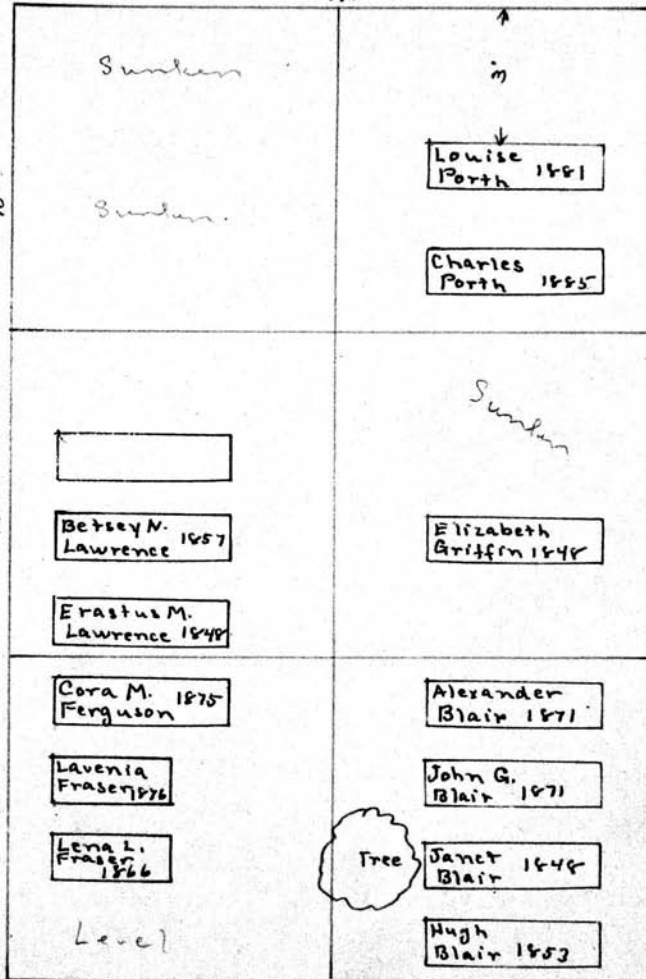 Sunken
Sunken.
Louise
Porth 1881
Charles
Porth 1885
Sunken
Betsey N.
Lawrence 1857
Erastus M.
Lawrence 1848
Elizabeth
Griffin 1848
Cora M. 1875
Ferguson
Lavenia
Fraser 1876
Lena L.
Fraser
1866
Level
Alexander
Blair 1871
John G.
Blair 1871
Tree
Janet 1848
Blair
Hugh
Blair 1853